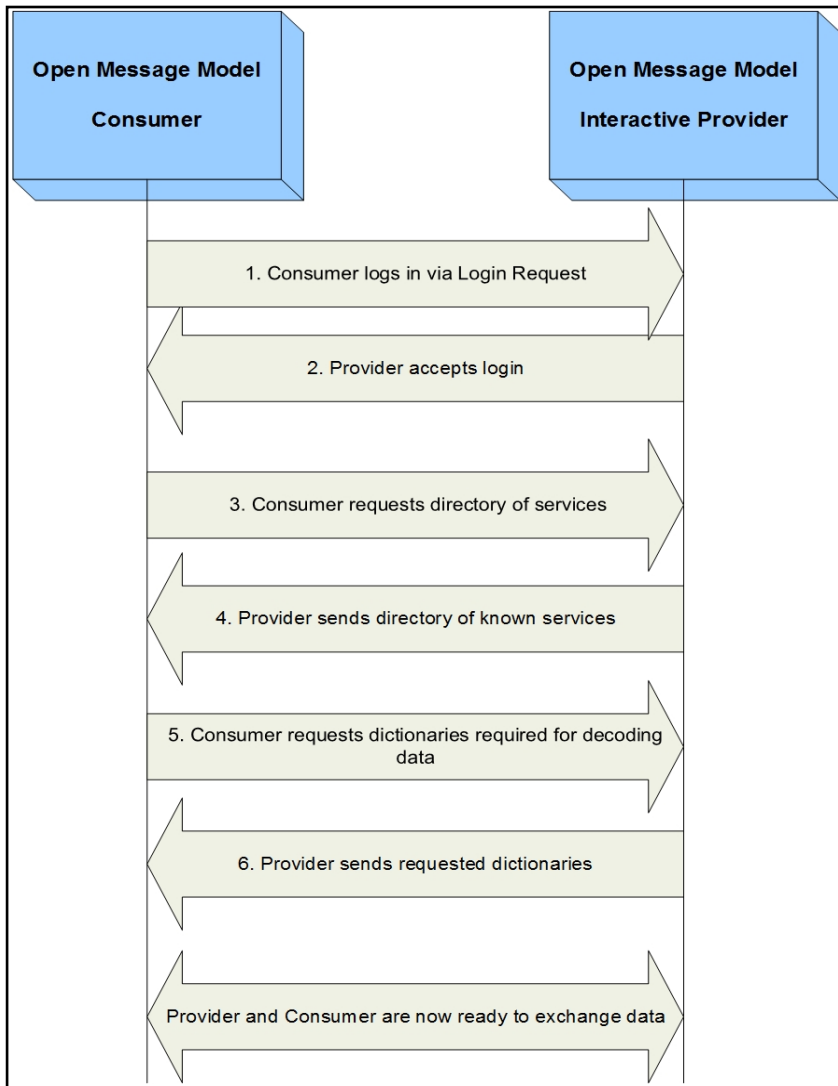 Open Message Model
Consumer
Open Message Model
Interactive Provider
1. Consumer logs in via Login Request
2. Provider accepts login
3. Consumer requests directory of services
4. Provider sends directory of known services
5. Consumer requests dictionaries required for decoding
data
6. Provider sends requested dictionaries
Provider and Consumer are now ready to exchange data